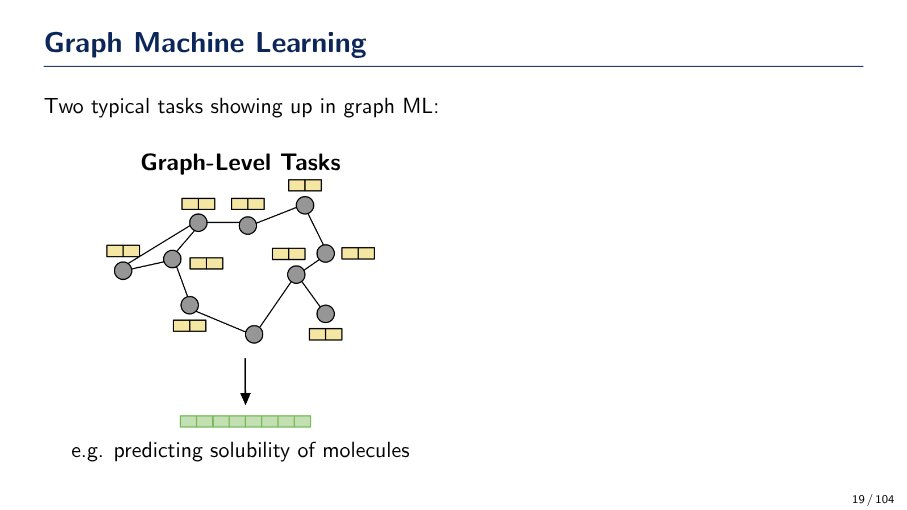 Graph Machine Learning
Two typical tasks showing up in graph ML:
Graph-Level Tasks
e.g. predicting solubility of molecules
19 / 104